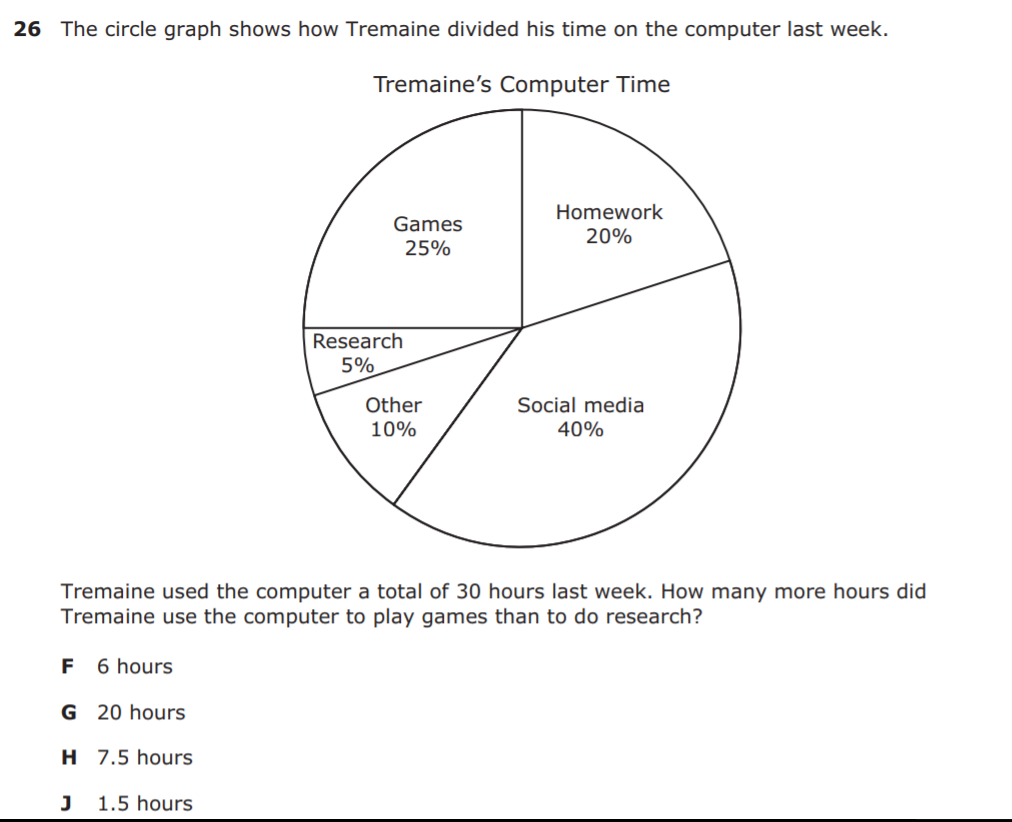 26 The circle graph shows how Tremaine divided his time on the computer last week.
Tremaine's Computer Time
Games
25%
Homework
20%
Research
5%
Other
10%
Social media
40%
Tremaine used the computer a total of 30 hours last week. How many more hours did
Tremaine use the computer to play games than to do research?
F 6 hours
G 20 hours
H 7.5 hours
J 1.5 hours